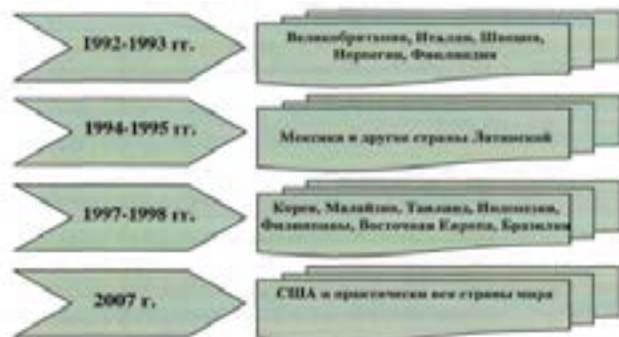 1992-1993 гг.
Великобритания, Италия, Швеция,
Норвегия, Финляндия
1994-1995 гг.
Мексика и другие страны Латинской
1997-1998 гг.
Корея, Малайзия, Таиланд, Индонезия,
Филиппины, Восточная Европа, Бразилия
2007 г.
США и практически все страны мира